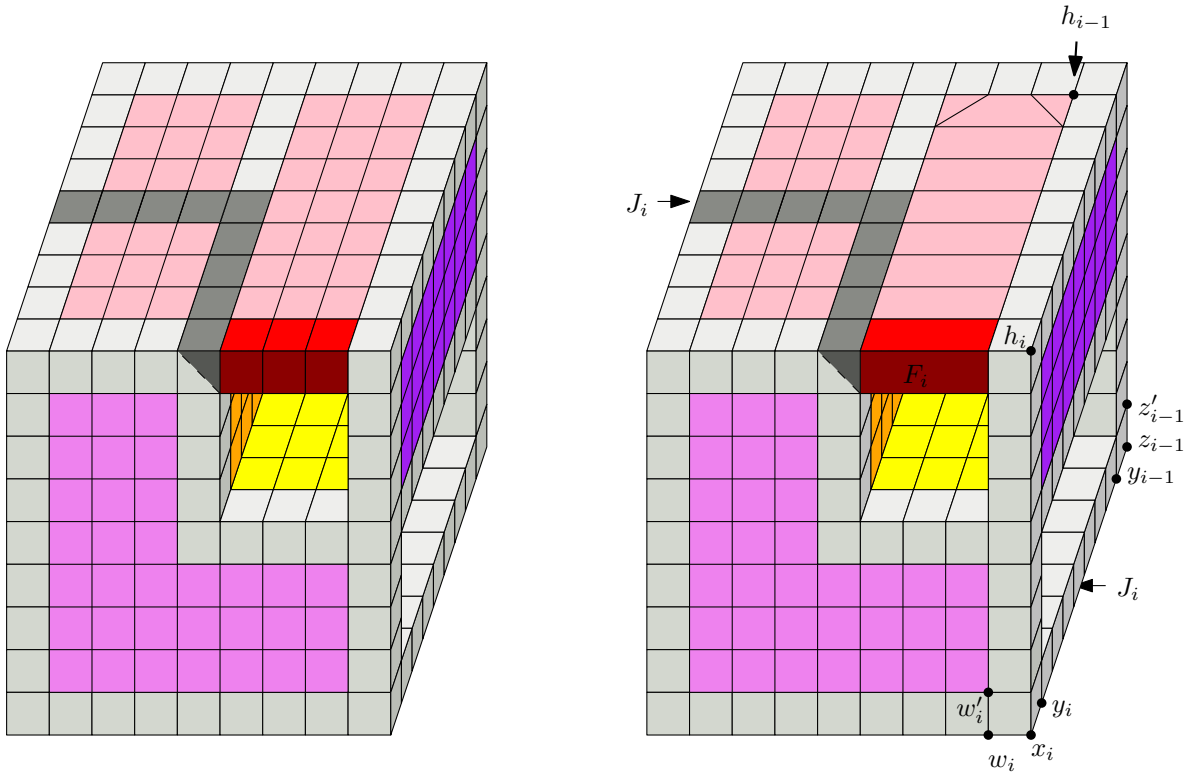 h_{i-1}
J_i
h_i
F_i
z'_{i-1}
z_{i-1}
y_{i-1}
J_i
w'_i
y_i
x_i
w_i